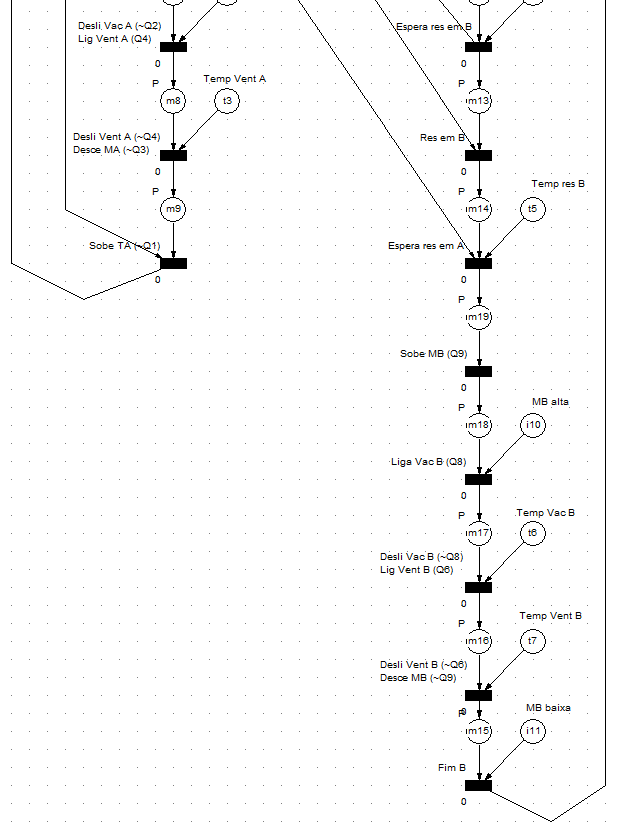 Desli Vac A (~Q2)
Lig Vent A (Q4)
0
P
m8
Temp Vent A
t3
Desli Vent A (~Q4)
Desce MA (~Q3)
0
P
m9
Sobe TA (~Q1)
0
Espera res em B
0
P
m13
Res em B
0
P
m14
Temp res B
t5
Espera res em A
0
P
m19
Sobe MB (Q9)
0
P
m18
MB alta
i10
Liga Vac B (Q8)
0
P
m17
Temp Vac B
t6
Desli Vac B (~Q8)
Lig Vent B (Q6)
0
P
m16
Temp Vent B
t7
Desli Vent B (~Q6)
Desce MB (~Q9)
0
P
m15
MB baixa
i11
Fim B
0